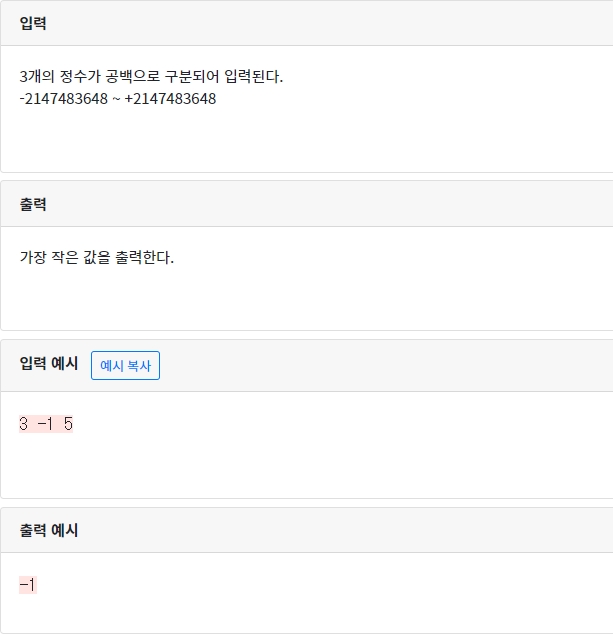 입력
3개의 정수가 공백으로 구분되어 입력된다.
-2147483648 ~ +2147483648
출력
가장 작은 값을 출력한다.
입력 예시 예시 복사
3 -1 5
출력 예시
-1